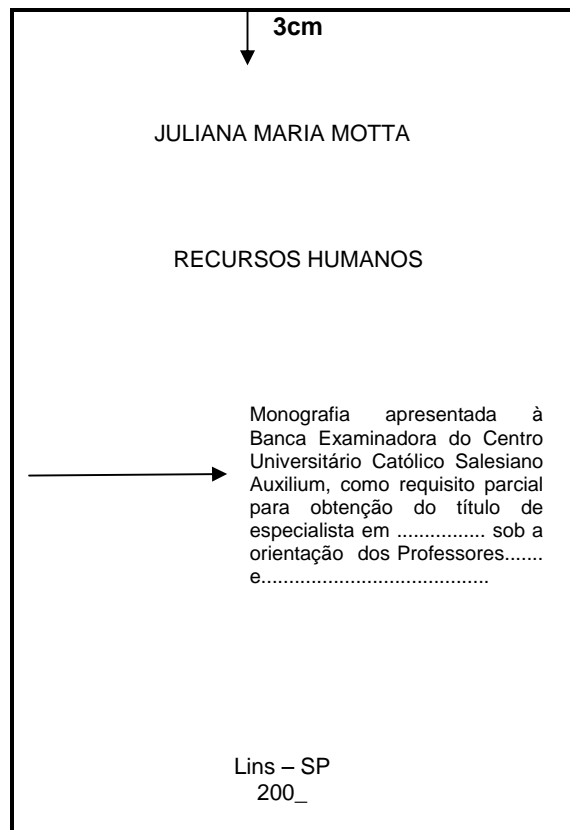 3cm
JULIANA MARIA MOTTA
RECURSOS HUMANOS
Monografia apresentada à
Banca Examinadora do Centro
Universitário Católico Salesiano
Auxilium, como requisito parcial
para obtenção do título de
especialista em ................ sob a
orientação dos Professores.......
e.........................................
Lins – SP
200_